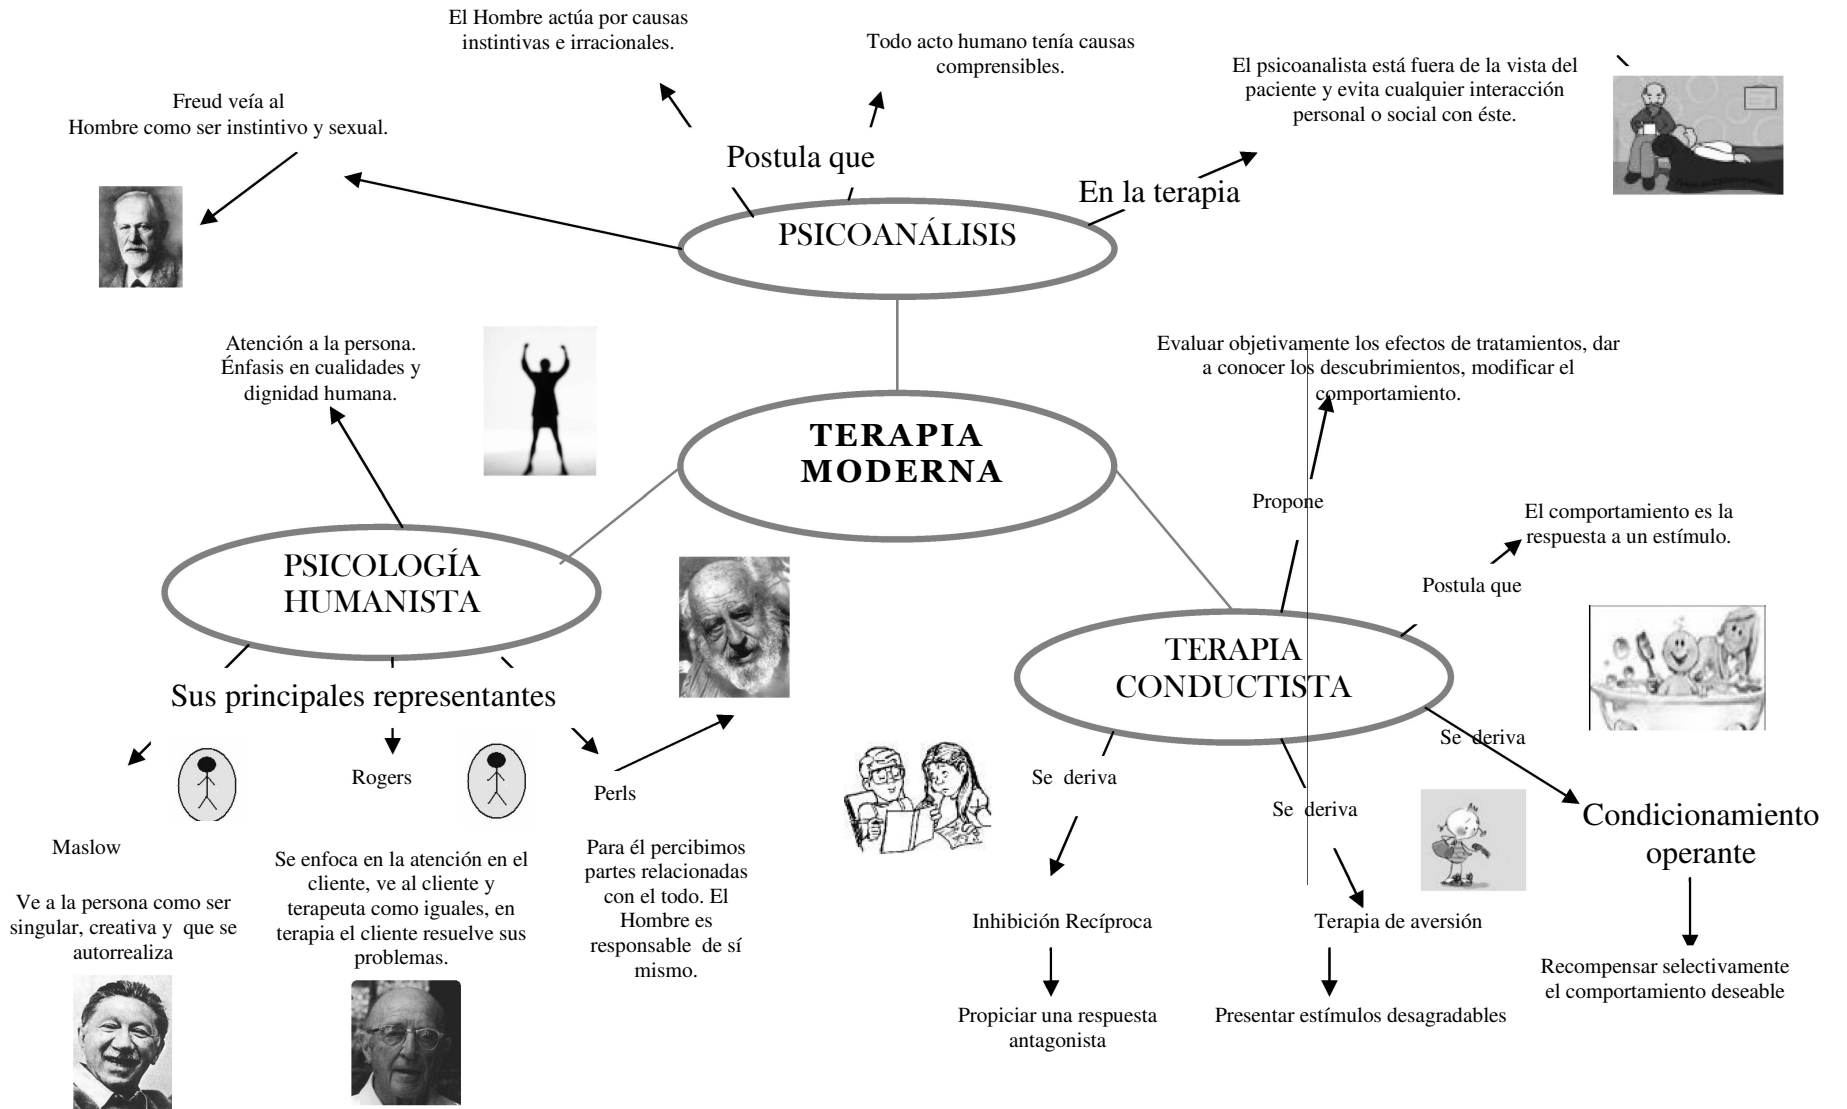 El Hombre actúa por causas
instintivas e irracionales.
Todo acto humano tenía causas
comprensibles.
El psicoanalista está fuera de la vista del
paciente y evita cualquier interacción
personal o social con éste.
Freud veía al
Hombre como ser instintivo y sexual.
Postula que
En la terapia
PSICOANÁLISIS
Atención a la persona.
Énfasis en cualidades y
dignidad humana.
Evaluar objetivamente los efectos de tratamientos, dar
a conocer los descubrimientos, modificar el
comportamiento.
TERAPIA
MODERNA
Propone
El comportamiento es la
respuesta a un estímulo.
Postula que
PSICOLOGÍA
HUMANISTA
TERAPIA
CONDUCTISTA
Sus principales representantes
Se deriva
Se deriva
Se deriva
Rogers
Perls
Maslow
Condicionamiento
operante
Ve a la persona como ser
singular, creativa y que se
autorrealiza
Se enfoca en la atención en el
cliente, ve al cliente y
terapeuta como iguales, en
terapia el cliente resuelve sus
problemas.
Para él percibimos
partes relacionadas
con el todo. El
Hombre es
responsable de sí
mismo.
Inhibición Recíproca
Terapia de aversión
Recompensar selectivamente
el comportamiento deseable
Propiciar una respuesta
antagonista
Presentar estímulos desagradables